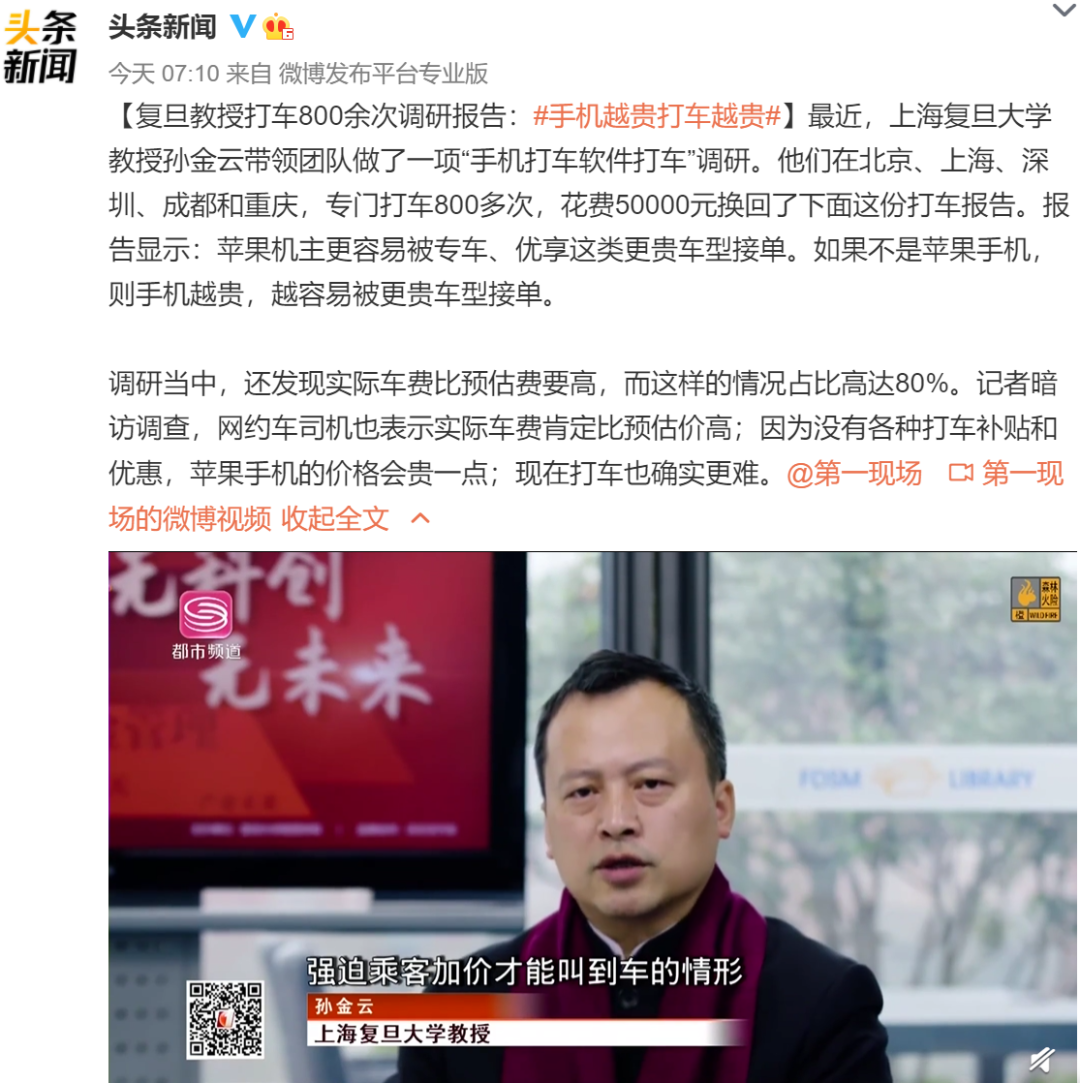 头条
新闻
头条新闻
今天 07:10 来自 微博发布平台专业版
【复旦教授打车800余次调研报告：#手机越贵打车越贵#】最近，上海复旦大学
教授孙金云带领团队做了一项“手机打车软件打车”调研。他们在北京、上海、深
圳、成都和重庆，专门打车800多次，花费50000元换回了下面这份打车报告。报
告显示：苹果机主更容易被专车、优享这类更贵车型接单。如果不是苹果手机，
则手机越贵，越容易被更贵车型接单。
调研当中，还发现实际车费比预估费要高，而这样的情况占比高达80%。记者暗
访调查，网约车司机也表示实际车费肯定比预估价高；因为没有各种打车补贴和
优惠，苹果手机的价格会贵一点；现在打车也确实更难。@第一现场 第一现
场的微博视频 收起全文
无科创
无未来
都市频道
森林
火险
橙 WILD FIRE
FDSM LIBRARY
强迫乘客加价才能叫到车的情形
孙金云
上海复旦大学教授